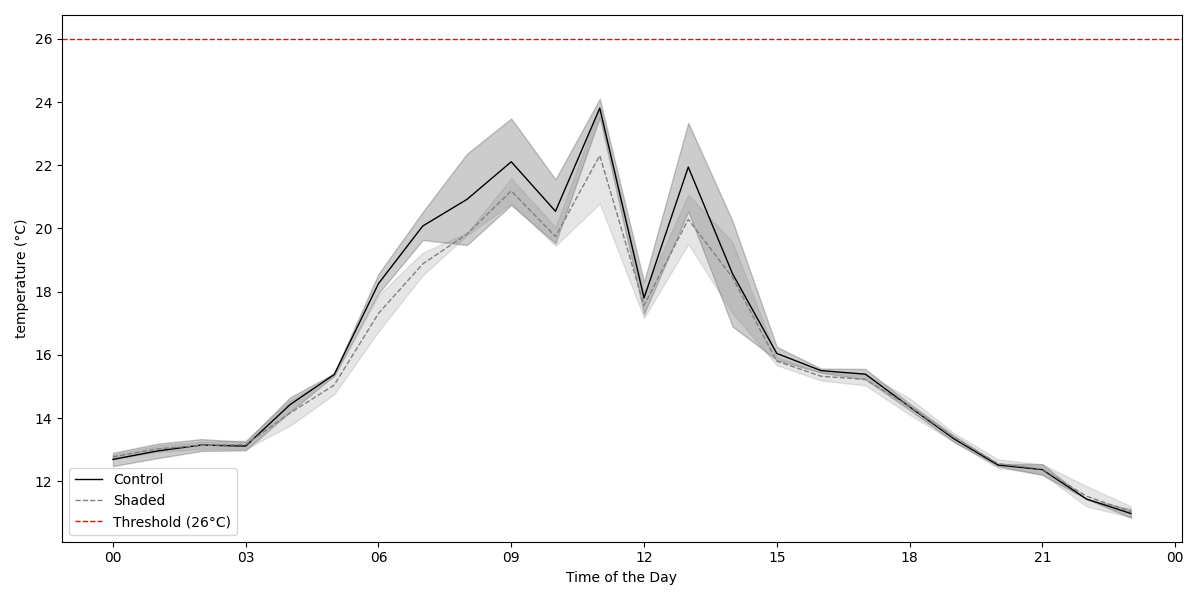 26
24
22
20
18
16
14
12
temperature (°C)
Control
Shaded
Threshold (26°C)
00 03 06 09 12 15 18 21 00
Time of the Day